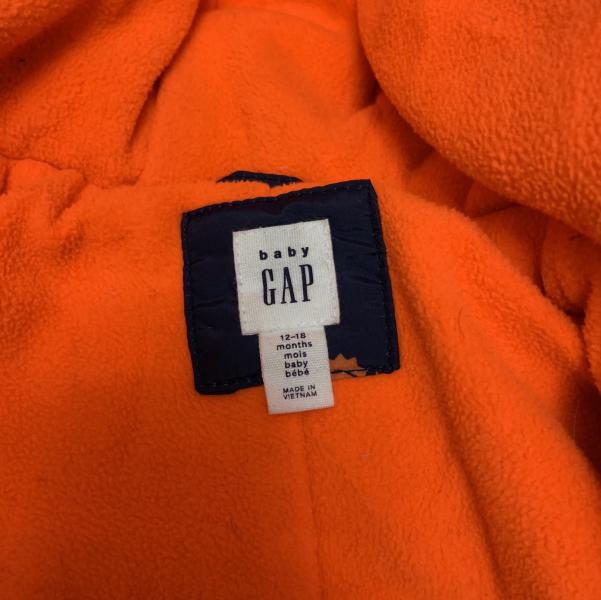 baby
GAP
12-18
months
mois
baby
bébé
MADE IN
VIETNAM